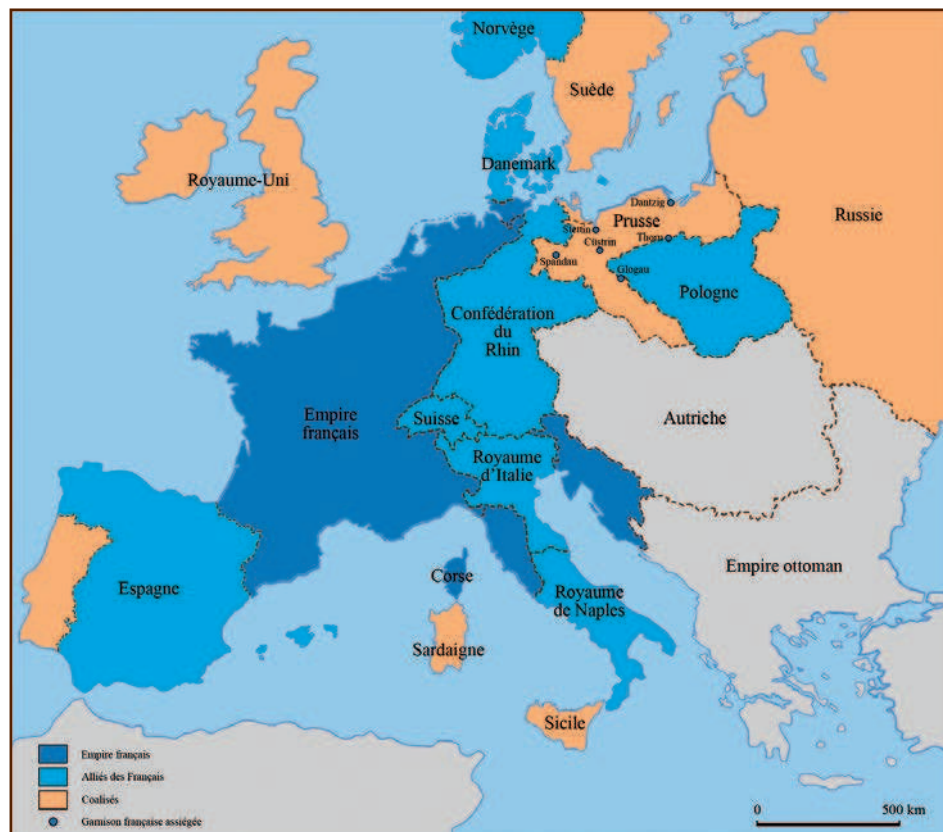 Norvège
Suède
Danemark
Royaume-Uni
Dantzig
Prusse
Stettin
Thorn
Cüstrin
Spandau
Glogau
Russie
Pologne
Confédération
du
Rhin
Empire
français
Suisse
Autriche
Royaume
d'Italie
Empire ottoman
Espagne
Corse
Royaume
de Naples
Sardaigne
Sicile
Empire français
Alliés des Français
Coalisés
Garnison française assiégée
0 500 km